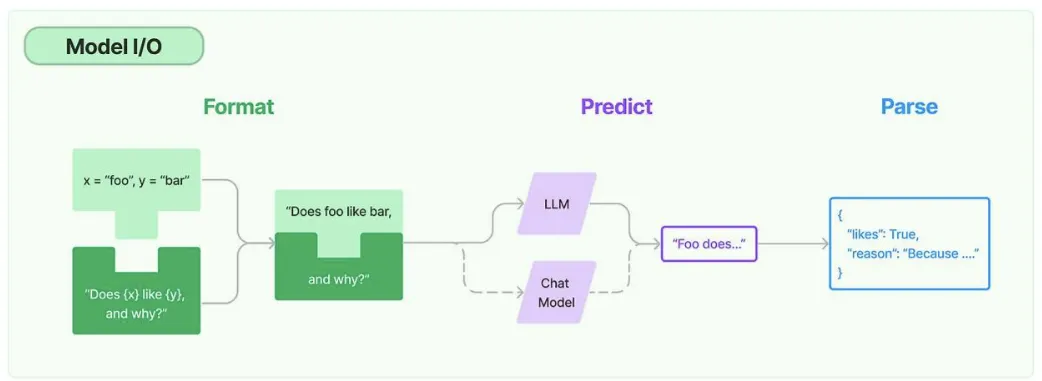 Model I/O
Format
Predict
Parse
x = “foo”, y = “bar”
“Does {x} like {y},
and why?”
“Does foo like bar,
and why?”
LLM
Chat
Model
“Foo does...”
{
“likes”: True,
“reason”: “Because ....”
}